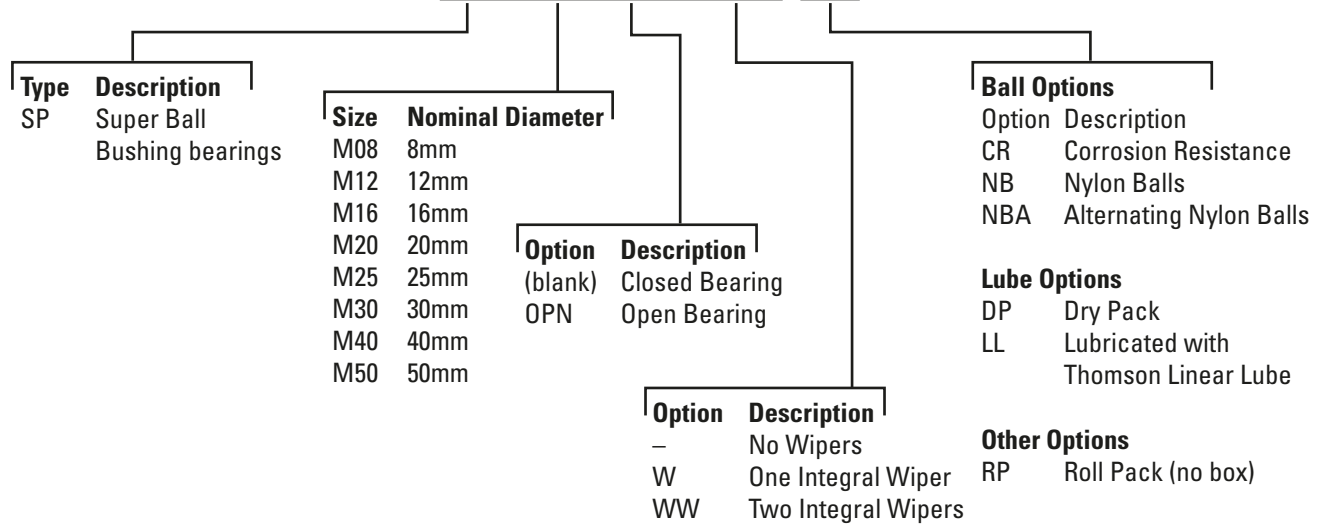 Type Description
SP Super Ball
Bushing bearings
Size Nominal Diameter
M08 8mm
M12 12mm
M16 16mm
M20 20mm
M25 25mm
M30 30mm
M40 40mm
M50 50mm
Option Description
(blank) Closed Bearing
OPN Open Bearing
Option Description
– No Wipers
W One Integral Wiper
WW Two Integral Wipers
Ball Options
Option Description
CR Corrosion Resistance
NB Nylon Balls
NBA Alternating Nylon Balls
Lube Options
DP Dry Pack
LL Lubricated with
Thomson Linear Lube
Other Options
RP Roll Pack (no box)